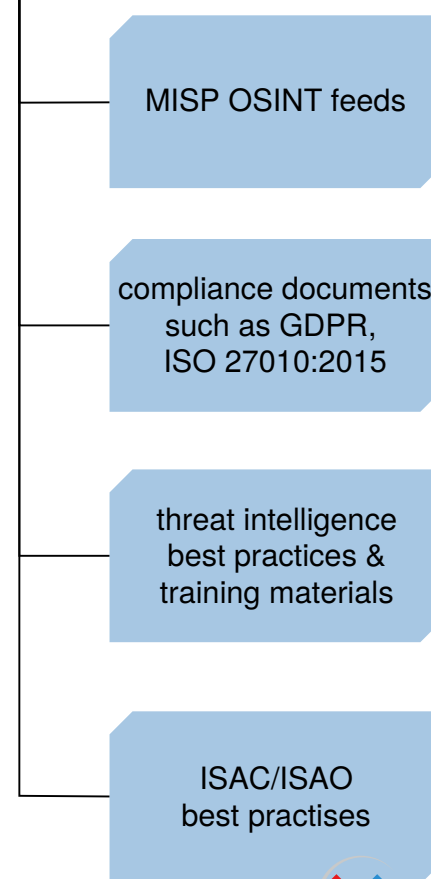 MISP OSINT feeds
compliance documents
such as GDPR,
ISO 27010:2015
threat intelligence
best practices &
training materials
ISAC/ISAO
best practises